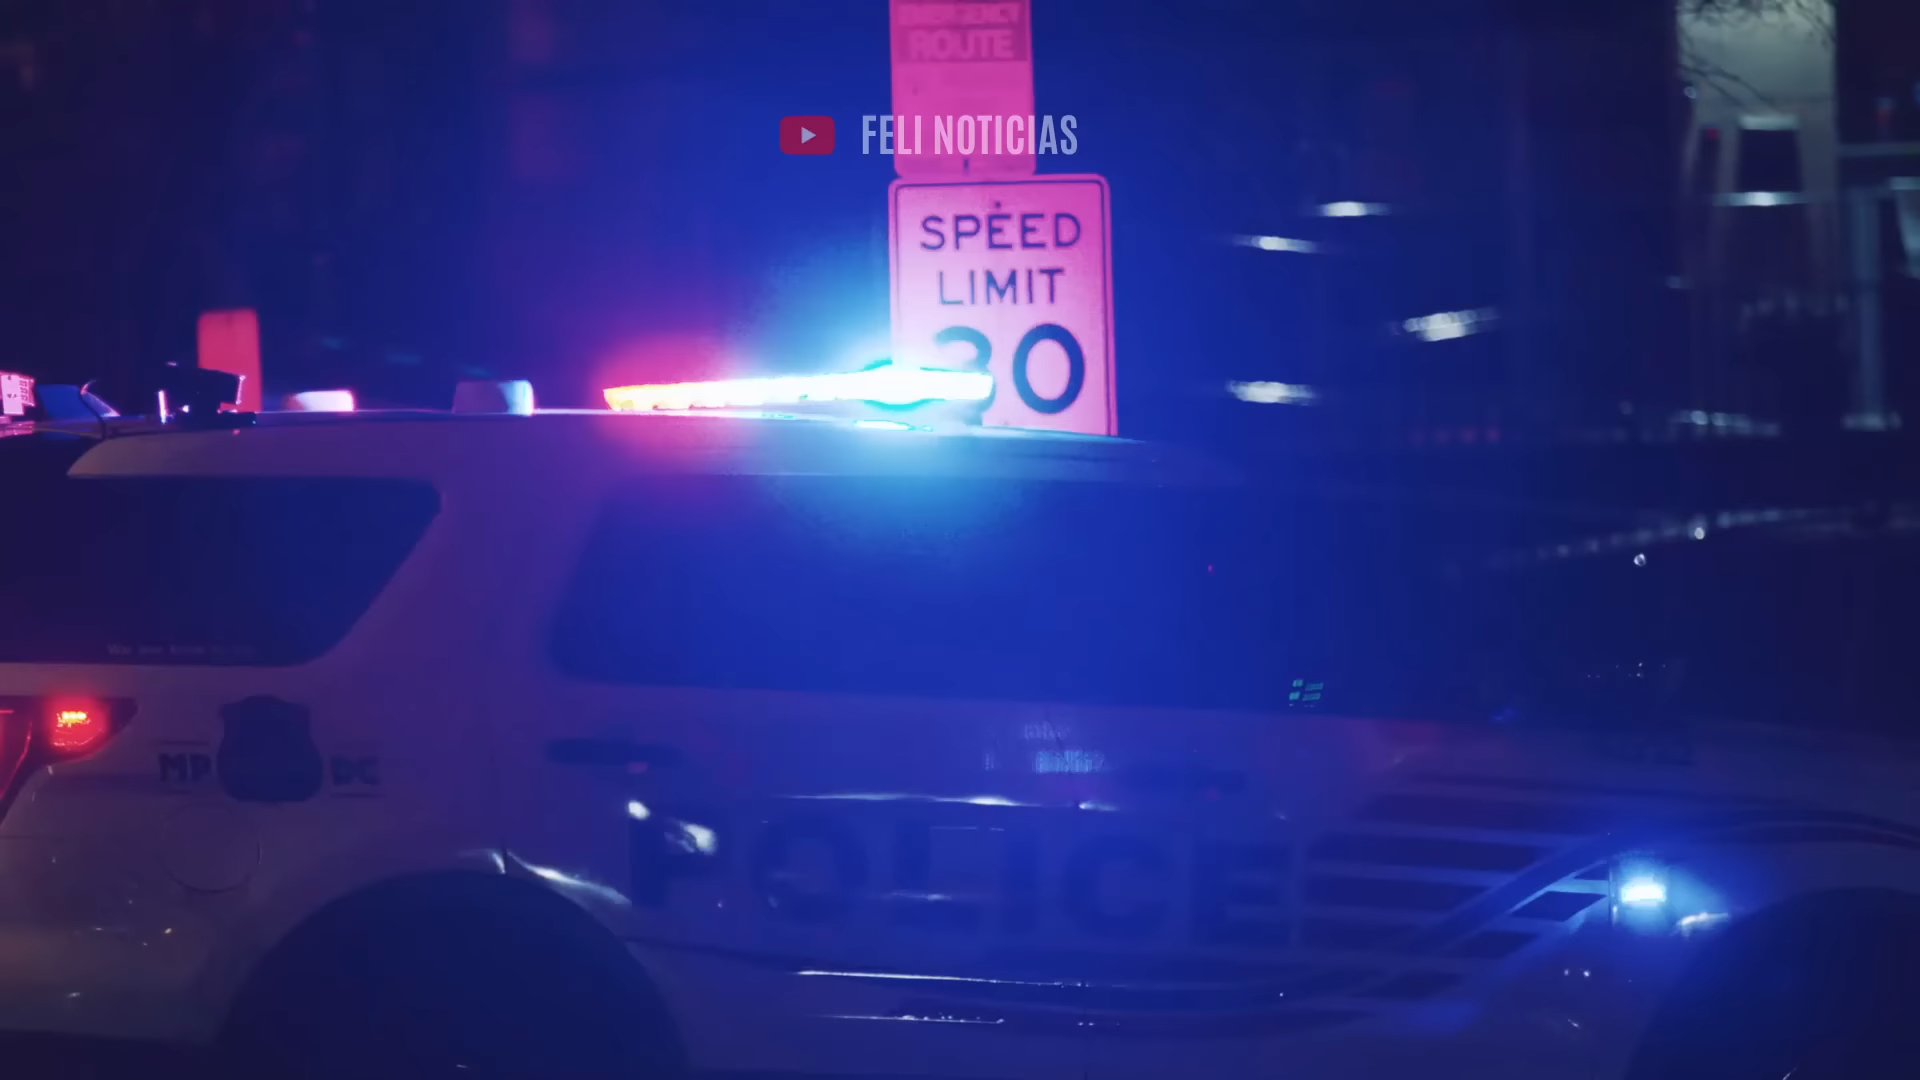 EMERGENCY
ROUTE
FELI NOTICIAS
SPEED
LIMIT
30
MP DC
POLICE